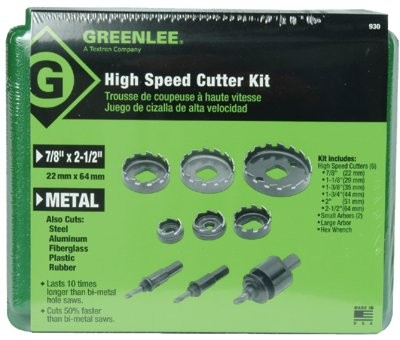 GREENLEE®
A Textron Company
930
G
High Speed Cutter Kit
Trousse de coupeuse à haute vitesse
Juego de cizalla de alta velocidad
7/8" x 2-1/2"
22 mm x 64 mm
METAL
Also Cuts:
Steel
Aluminum
Fiberglass
Plastic
Rubber
• Lasts 10 times
longer than bi-metal
hole saws.
• Cuts 50% faster
than bi-metal saws.
Kit includes:
High Speed Cutters (6)
• 7/8" (22 mm)
• 1-1/8"(29 mm)
• 1-3/8"(35 mm)
• 1-3/4"(44 mm)
• 2" (51 mm)
• 2-1/2"(64 mm)
• Small Arbors (2)
• Large Arbor
• Hex Wrench
MADE IN
U S A